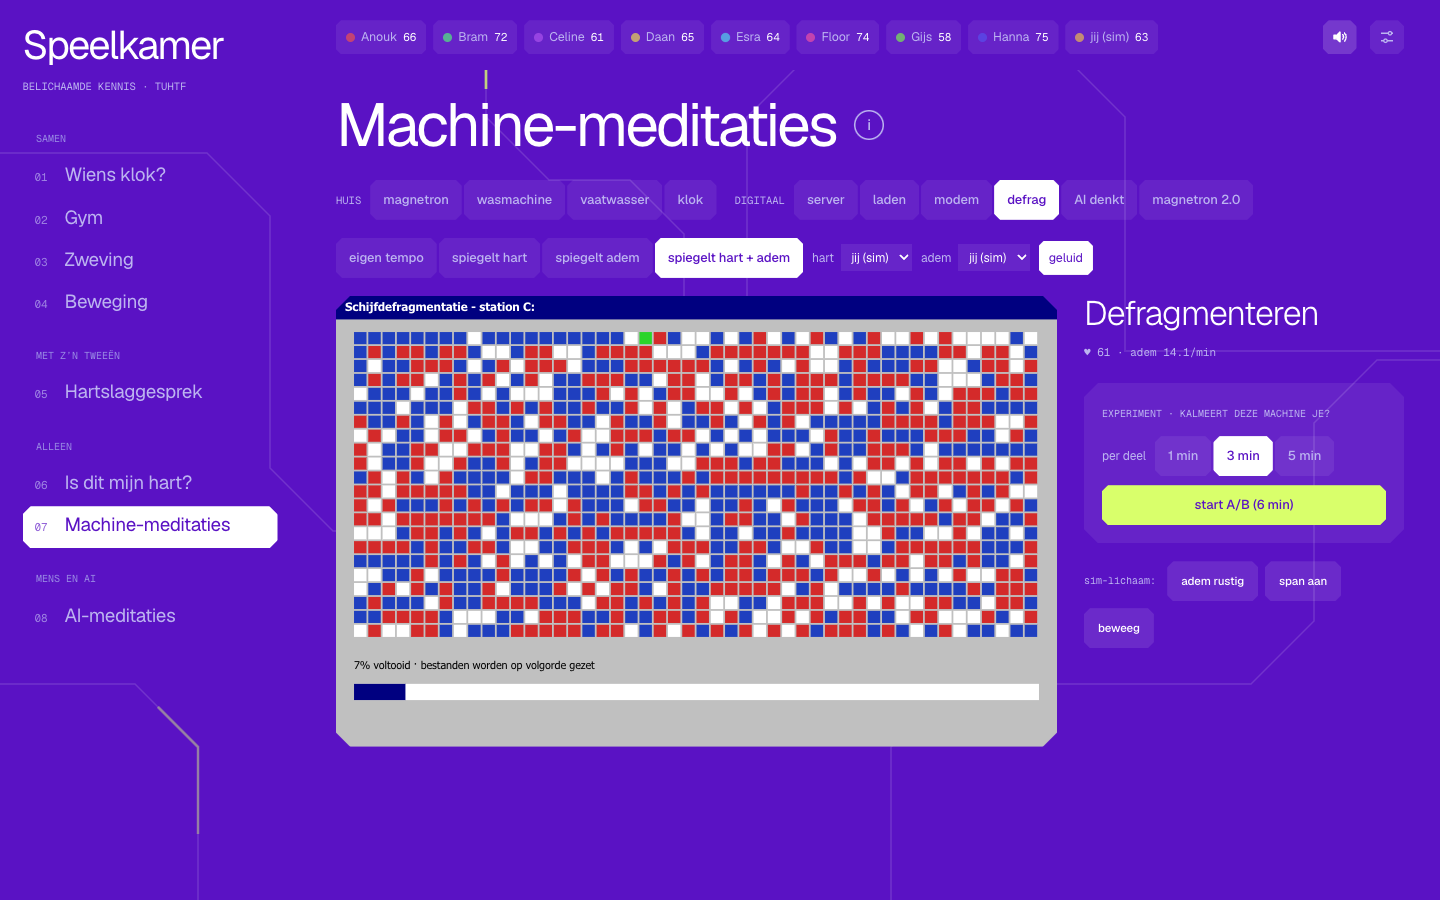 Speelkamer
BELICHAAMDE KENNIS · TUHTF
SAMEN
01 Wiens klok?
02 Gym
03 Zweving
04 Beweging
MET Z'N TWEEËN
05 Hartslaggesprek
ALLEEN
06 Is dit mijn hart?
07 Machine-meditaties
MENS EN AI
08 AI-meditaties
Anouk 66 Bram 72 Celine 61 Daan 65 Esra 64 Floor 74 Gijs 58 Hanna 75 jij (sim) 63
Machine-meditaties i
HUIS magnetron wasmachine vaatwasser klok DIGITAAL server laden modem defrag AI denkt magnetron 2.0
eigen tempo spiegelt hart spiegelt adem spiegelt hart + adem hart jij (sim) adem jij (sim) geluid
Schijfdefragmentatie - station C:
7% voltooid · bestanden worden op volgorde gezet
Defragmenteren
♥ 61 · adem 14.1/min
EXPERIMENT · KALMEERT DEZE MACHINE JE?
per deel 1 min 3 min 5 min
start A/B (6 min)
sim-lichaam: adem rustig span aan
beweeg